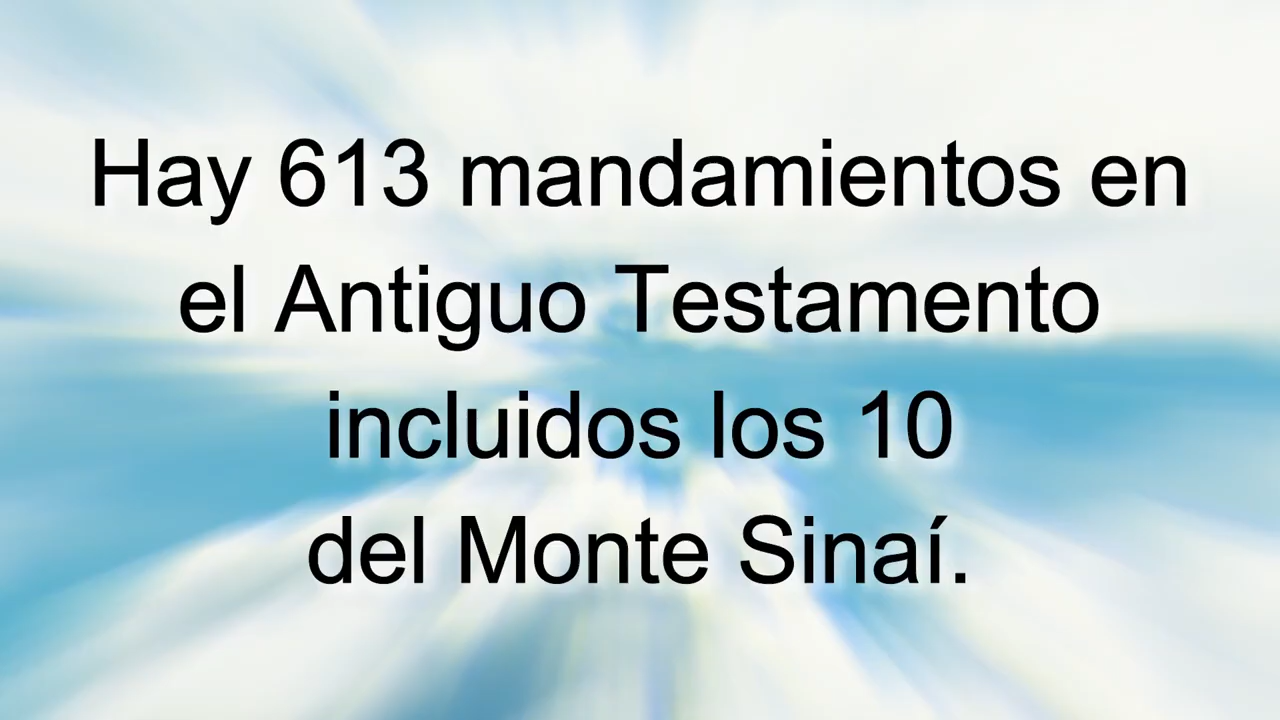 Hay 613 mandamientos en
el Antiguo Testamento
incluidos los 10
del Monte Sinaí.